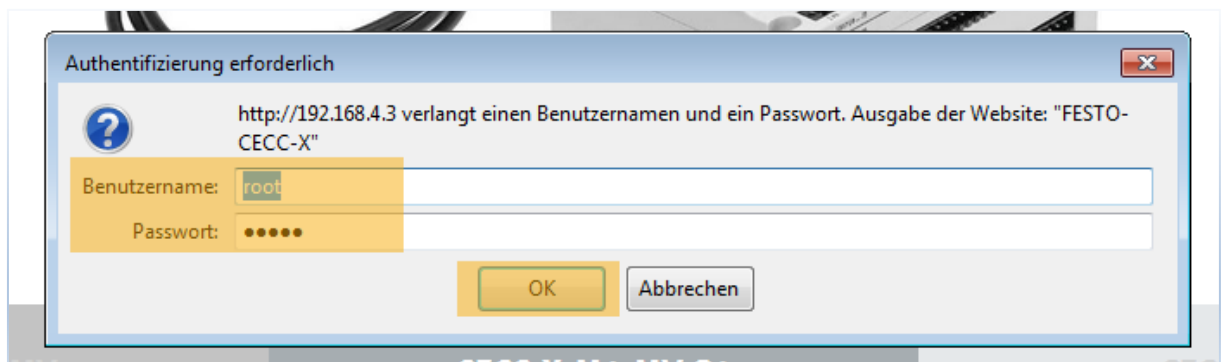 Authentifizierung erforderlich
http://192.168.4.3 verlangt einen Benutzernamen und ein Passwort. Ausgabe der Website: "FESTO-
CECC-X"
Benutzername: root
Passwort: •••••
OK Abbrechen